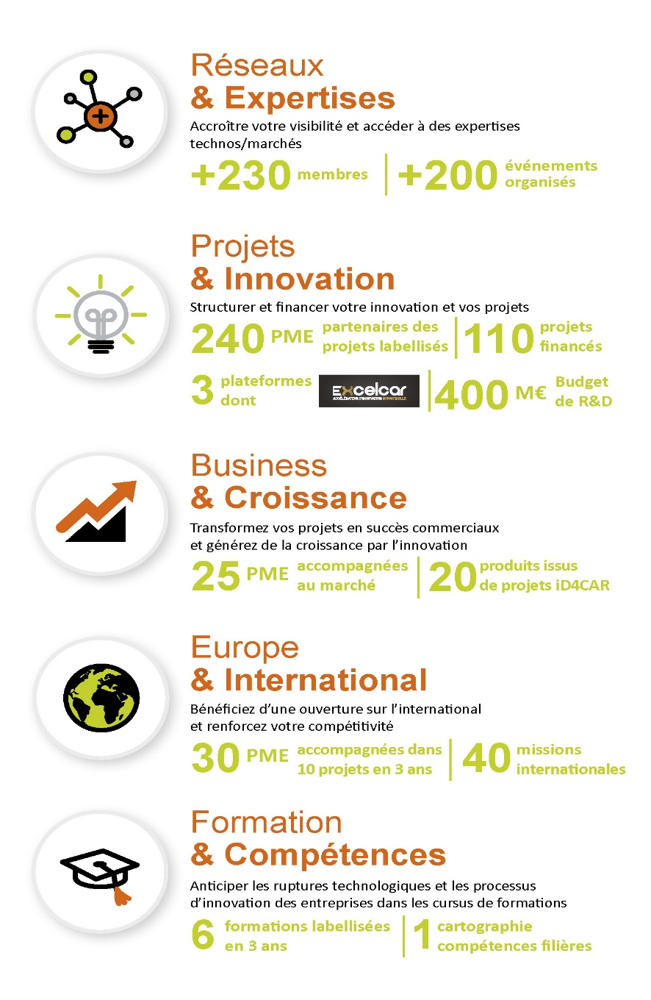 Réseaux
& Expertises
Accroître votre visibilité et accéder à des expertises
technos/marchés
+230 membres
+200 événements
organisés
Projets
& Innovation
Structurer et financer votre innovation et vos projets
240 PME partenaires des
projets labellisés
110 projets
financés
3 plateformes
dont
Excelcar
ACCÉLÉRATEUR D'INNOVATION INDUSTRIELLE
400 M€ Budget
de R&D
Business
& Croissance
Transformez vos projets en succès commerciaux
et générez de la croissance par l'innovation
25 PME accompagnées
au marché
20 produits issus
de projets iD4CAR
Europe
& International
Bénéficiez d'une ouverture sur l'international
et renforcez votre compétitivité
30 PME accompagnées dans
10 projets en 3 ans
40 missions
internationales
Formation
& Compétences
Anticiper les ruptures technologiques et les processus
d'innovation des entreprises dans les cursus de formations
6 formations labellisées
en 3 ans
1 cartographie
compétences filières